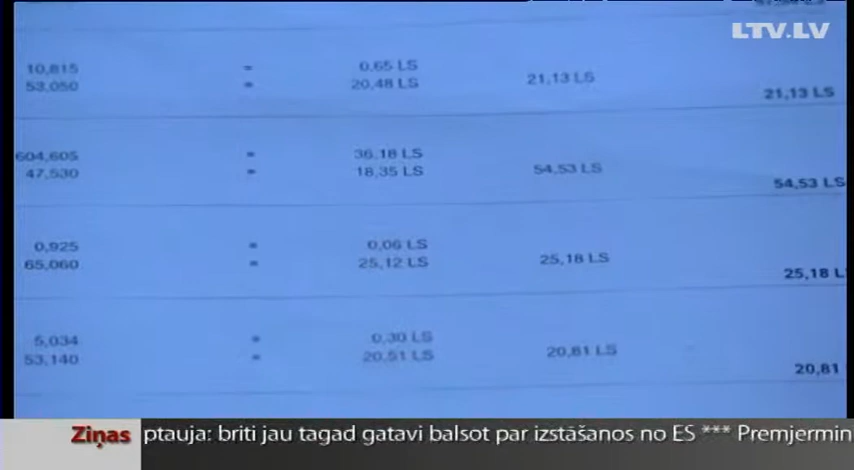 LTV.LV
10,815 = 0,65 LS
53,050 = 20,48 LS 21,13 LS
21,13 LS
604,605 = 36,18 LS
47,530 = 18,35 LS 54,53 LS
54,53 LS
0,925 = 0,06 LS
65,060 = 25,12 LS 25,18 LS
25,18 L
5,034 = 0,30 LS
53,140 = 20,51 LS 20,81 LS
20,81
Ziņas ptauja: briti jau tagad gatavi balsot par izstāšanos no ES *** Premjermin